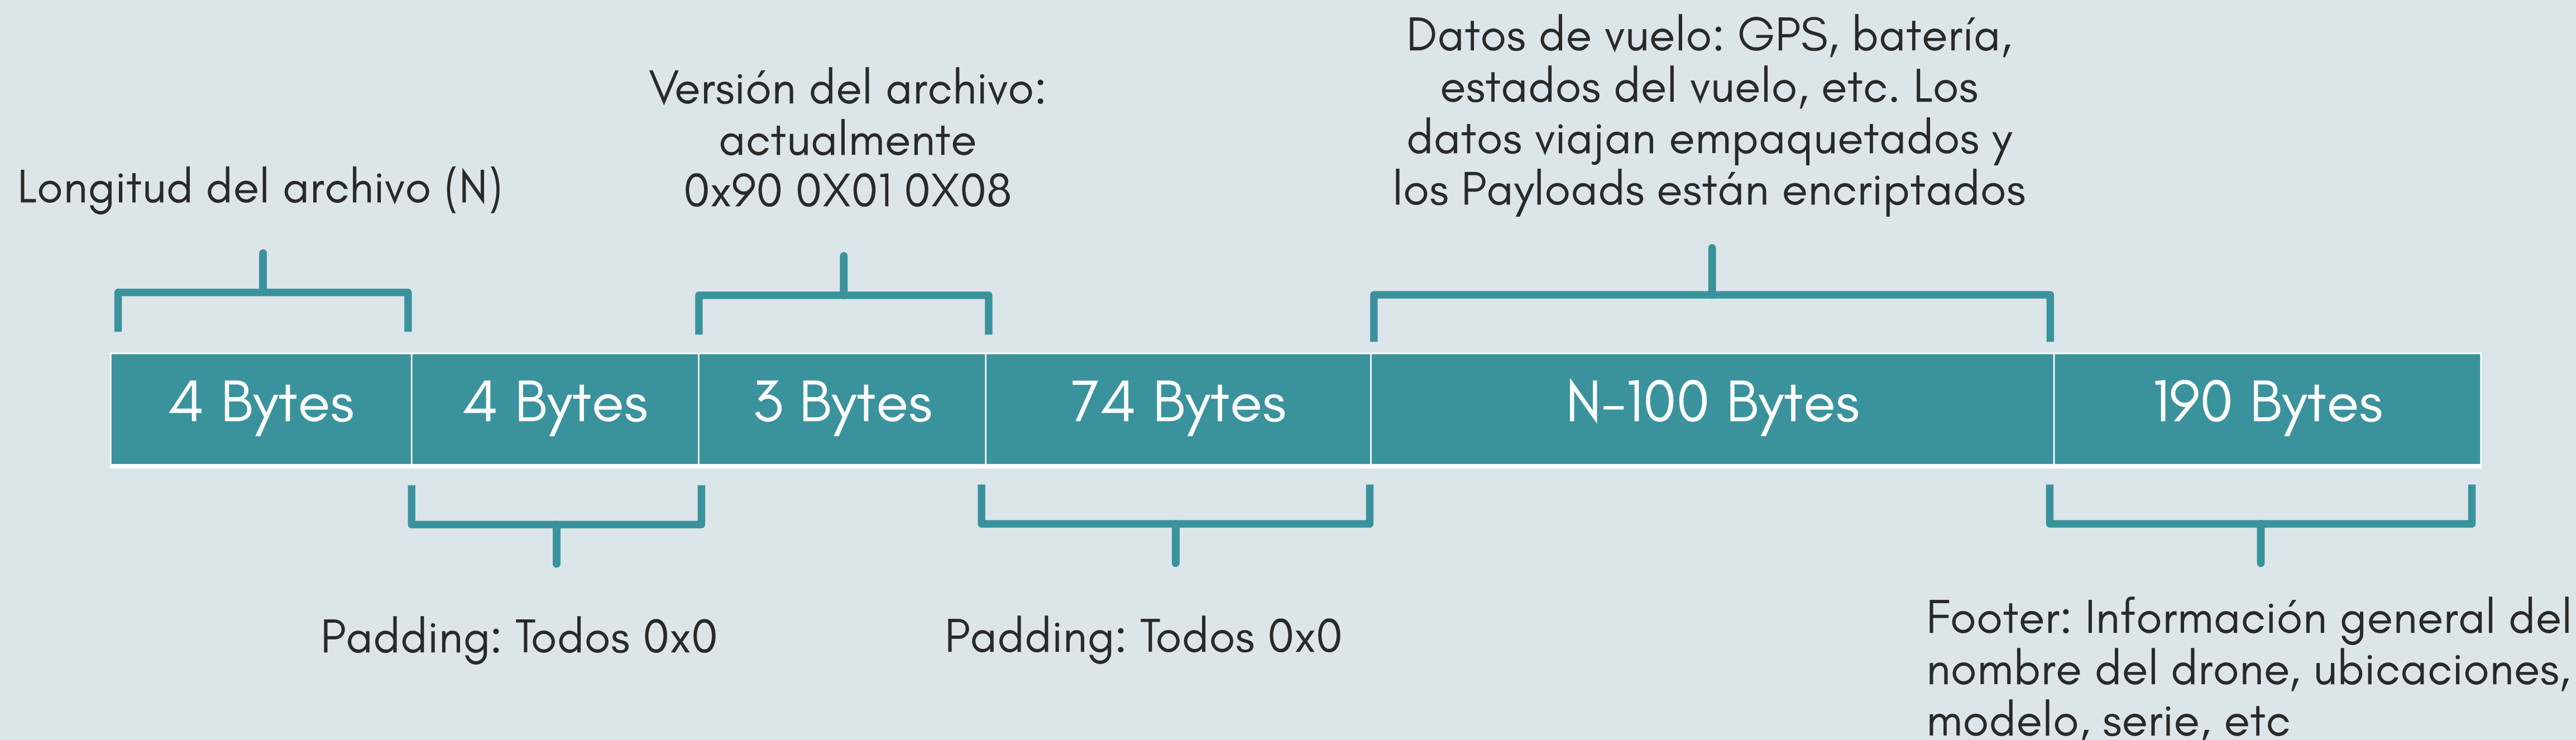 Longitud del archivo (N)
Versión del archivo:
actualmente
0x90 0X01 0X08
Datos de vuelo: GPS, batería,
estados del vuelo, etc. Los
datos viajan empaquetados y
los Payloads están encriptados
4 Bytes
4 Bytes
3 Bytes
74 Bytes
N-100 Bytes
190 Bytes
Padding: Todos 0x0
Padding: Todos 0x0
Footer: Información general del
nombre del drone, ubicaciones,
modelo, serie, etc